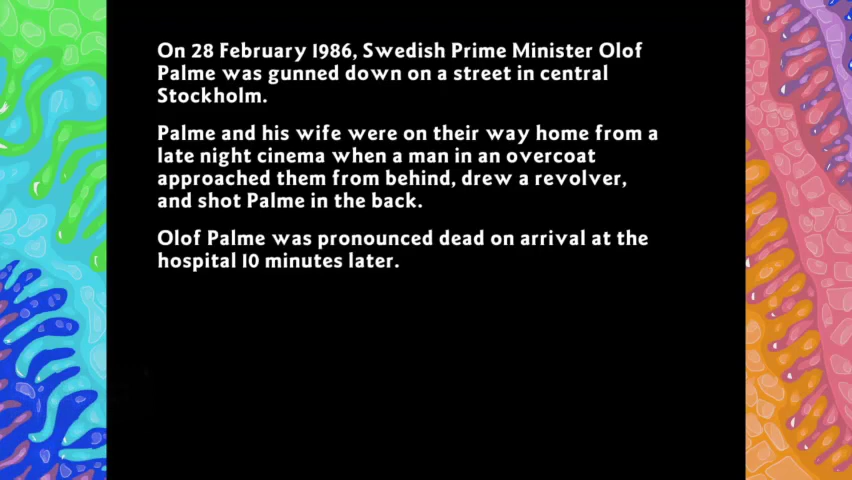 On 28 February 1986, Swedish Prime Minister Olof
Palme was gunned down on a street in central
Stockholm.
Palme and his wife were on their way home from a
late night cinema when a man in an overcoat
approached them from behind, drew a revolver,
and shot Palme in the back.
Olof Palme was pronounced dead on arrival at the
hospital 10 minutes later.